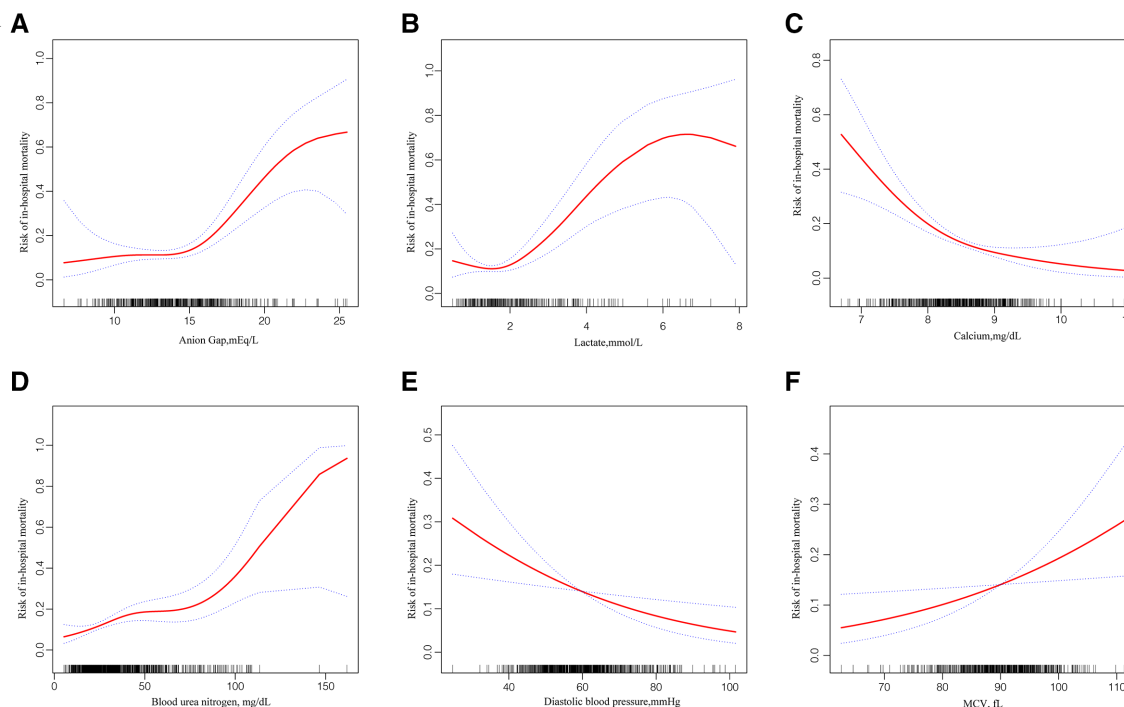 A
B
C
Risk of in-hospital mortality
0.0 0.2 0.4 0.6 0.8 1.0
10 15 20 25
Anion Gap,mEq/L
Risk of in-hospital mortality
0.0 0.2 0.4 0.6 0.8 1.0
2 4 6 8
Lactate,mmol/L
Risk of in-hospital mortality
0.0 0.2 0.4 0.6 0.8
7 8 9 10
Calcium,mg/dL
D
E
F
Risk of in-hospital mortality
0.0 0.2 0.4 0.6 0.8 1.0
0 50 100 150
Blood urea nitrogen, mg/dL
Risk of in-hospital mortality
0.0 0.1 0.2 0.3 0.4 0.5
40 60 80 100
Diastolic blood pressure,mmHg
Risk of in-hospital mortality
0.0 0.1 0.2 0.3 0.4
70 80 90 100
MCV, fL